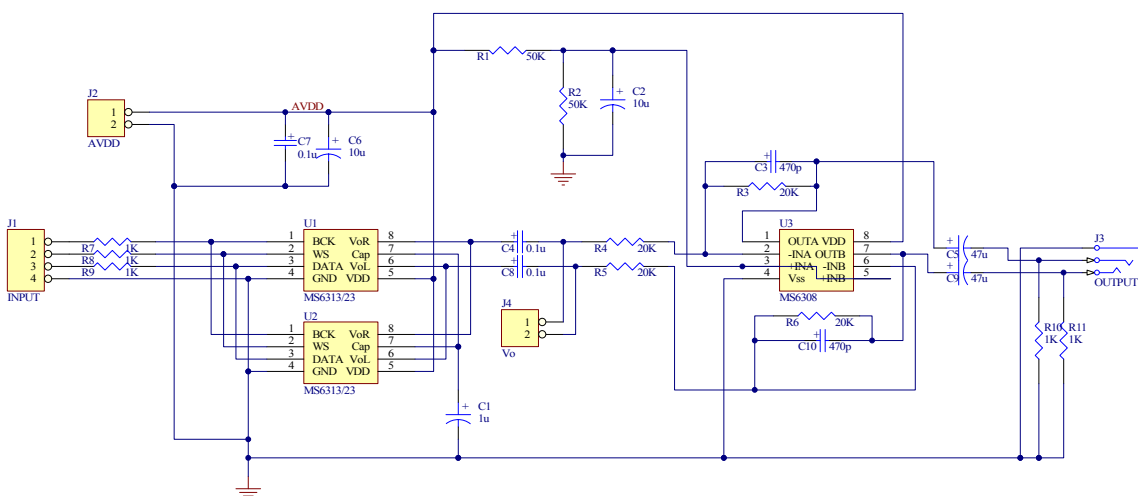 R1
50K
R2
50K
C2
10u
J2
1
2
AVDD
AVDD
C7
0.1u
C6
10u
C3
470p
R3
20K
J1
1
2
3
4
INPUT
R7
1K
R8
1K
R9
1K
U1
1 BCK VoR 8
2 WS Cap 7
3 DATA VoL 6
4 GND VDD 5
MS6313/23
C4
0.1u
C8
0.1u
R4
20K
R5
20K
U3
1 OUTA VDD 8
2 -INA OUTB 7
3 +INA -INB 6
4 Vss +INB 5
MS6308
C5
47u
C9
47u
J3
OUTPUT
J4
1
2
Vo
U2
1 BCK VoR 8
2 WS Cap 7
3 DATA VoL 6
4 GND VDD 5
MS6313/23
R6
20K
C10
470p
R10
1K
R11
1K
C1
1u